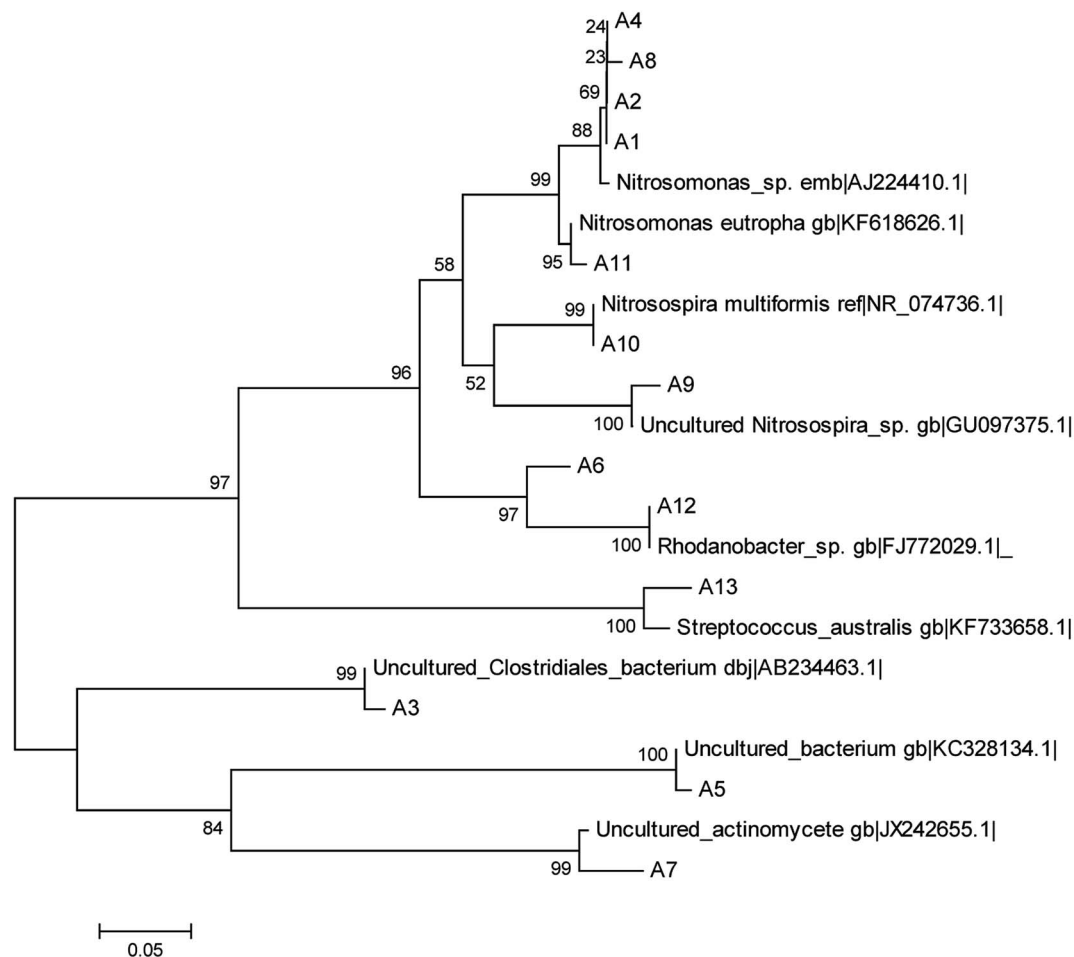 24 A4
23 A8
69 A2
88 A1
Nitrosomonas_sp. emb|AJ224410.1|
99
Nitrosomonas eutropha gb|KF618626.1|
95 A11
58
Nitrosospira multiformis ref|NR_074736.1|
99
A10
96
52 A9
100 Uncultured Nitrosospira_sp. gb|GU097375.1|
A6
97
97 A12
100 Rhodanobacter_sp. gb|FJ772029.1|_
A13
100 Streptococcus_australis gb|KF733658.1|
99 Uncultured_Clostridiales_bacterium dbj|AB234463.1|
A3
100 Uncultured_bacterium gb|KC328134.1|
A5
84 Uncultured_actinomycete gb|JX242655.1|
99 A7
0.05